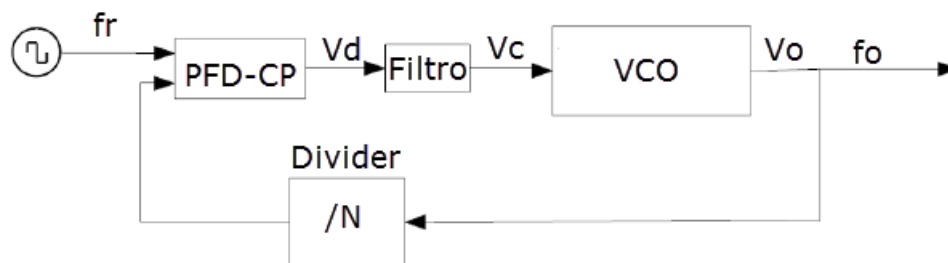 fr
PFD-CP
Vd
Filtro
Vc
VCO
Vo
fo
Divider
/N